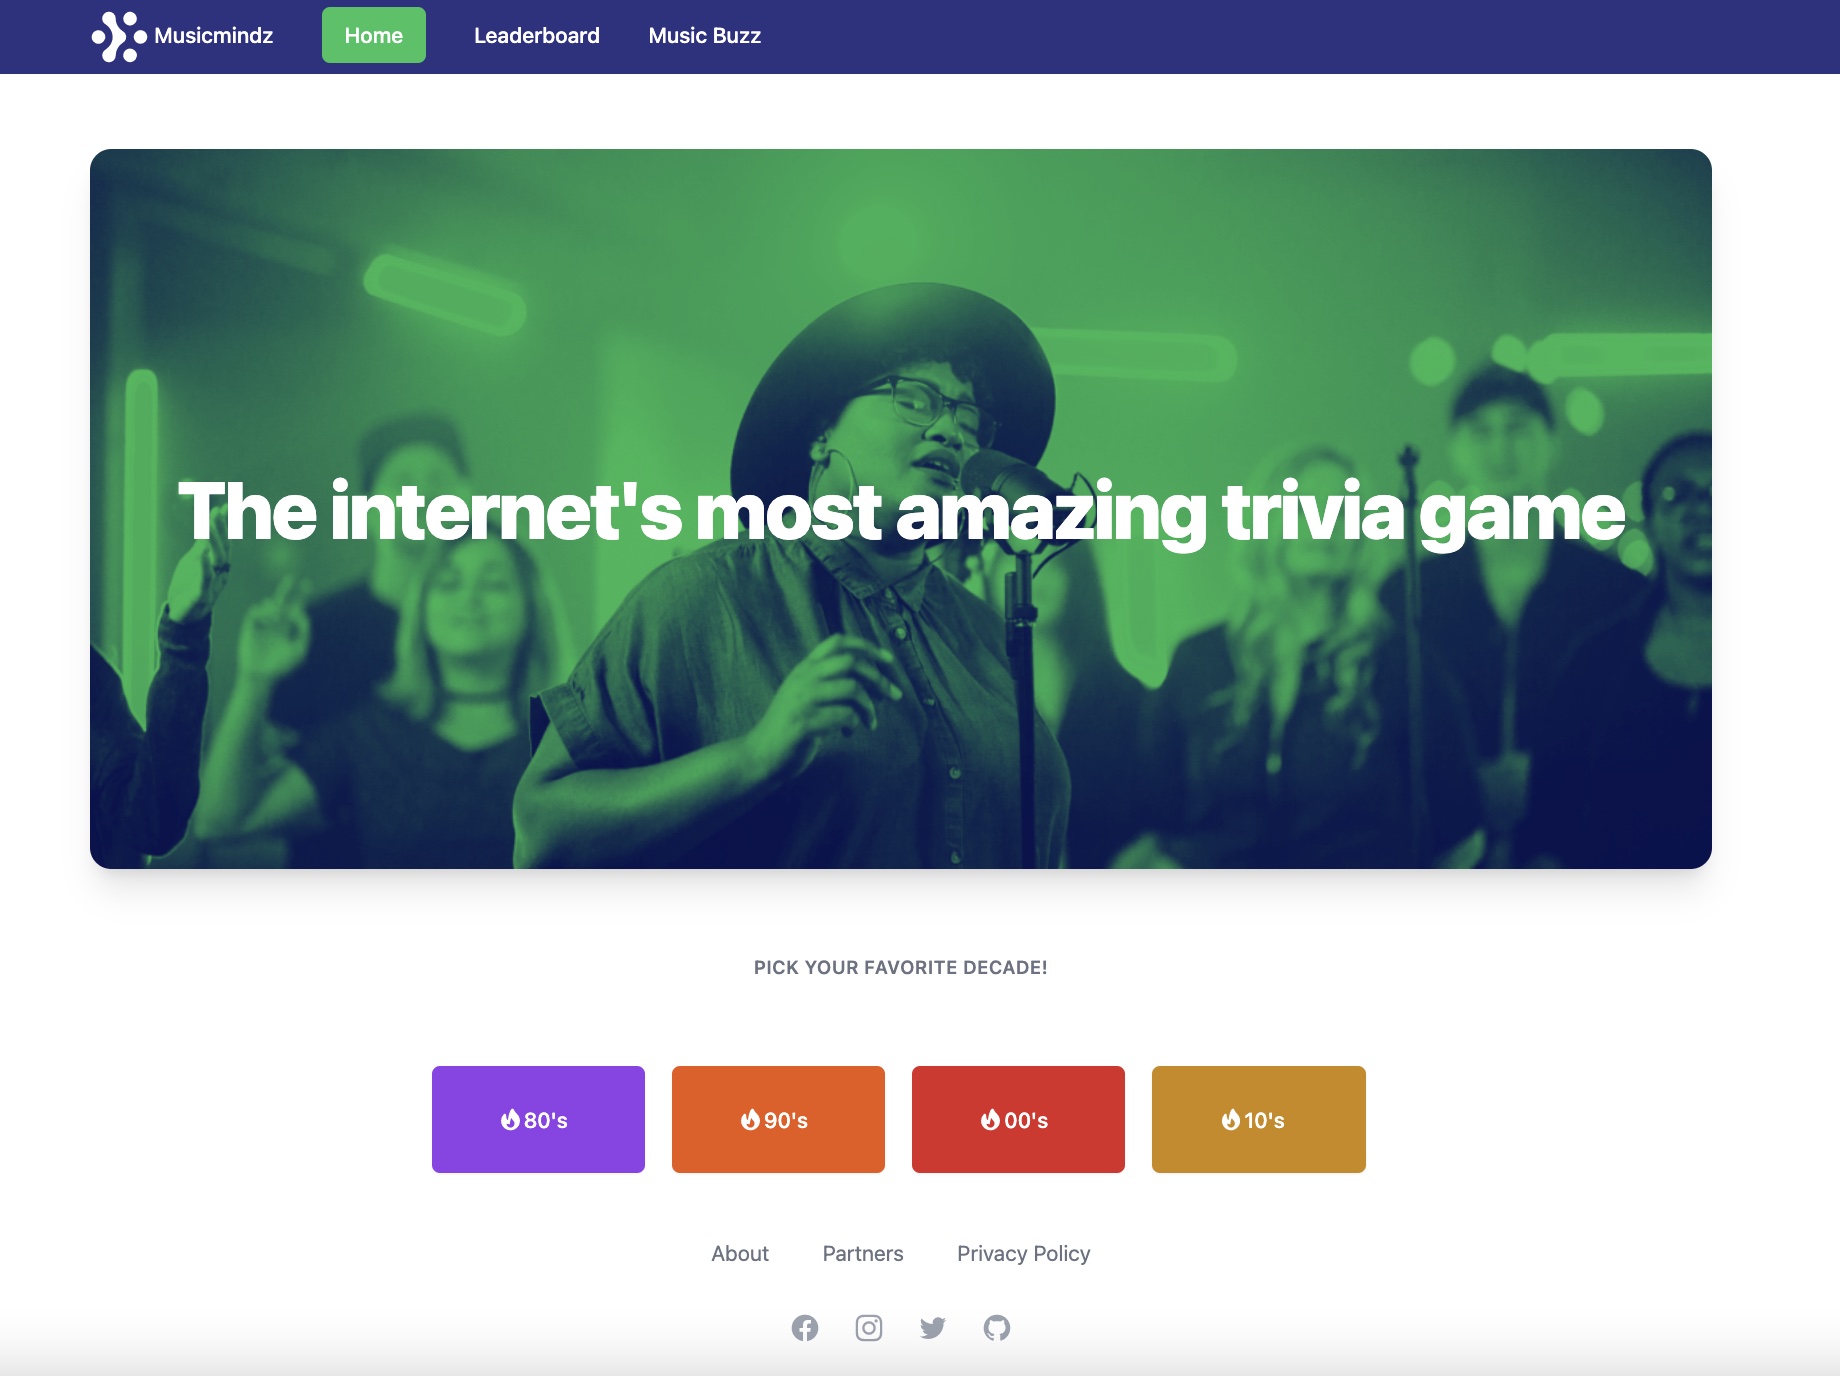 Musicmindz Home Leaderboard Music Buzz
The internet's most amazing trivia game
PICK YOUR FAVORITE DECADE!
80's 90's 00's 10's
About Partners Privacy Policy